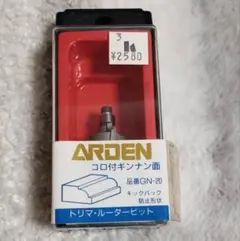 3
¥2580
ARDEN
コロ付ギンナン面
品番GN-20
キックバック
防止形状
トリマ・ルータービット